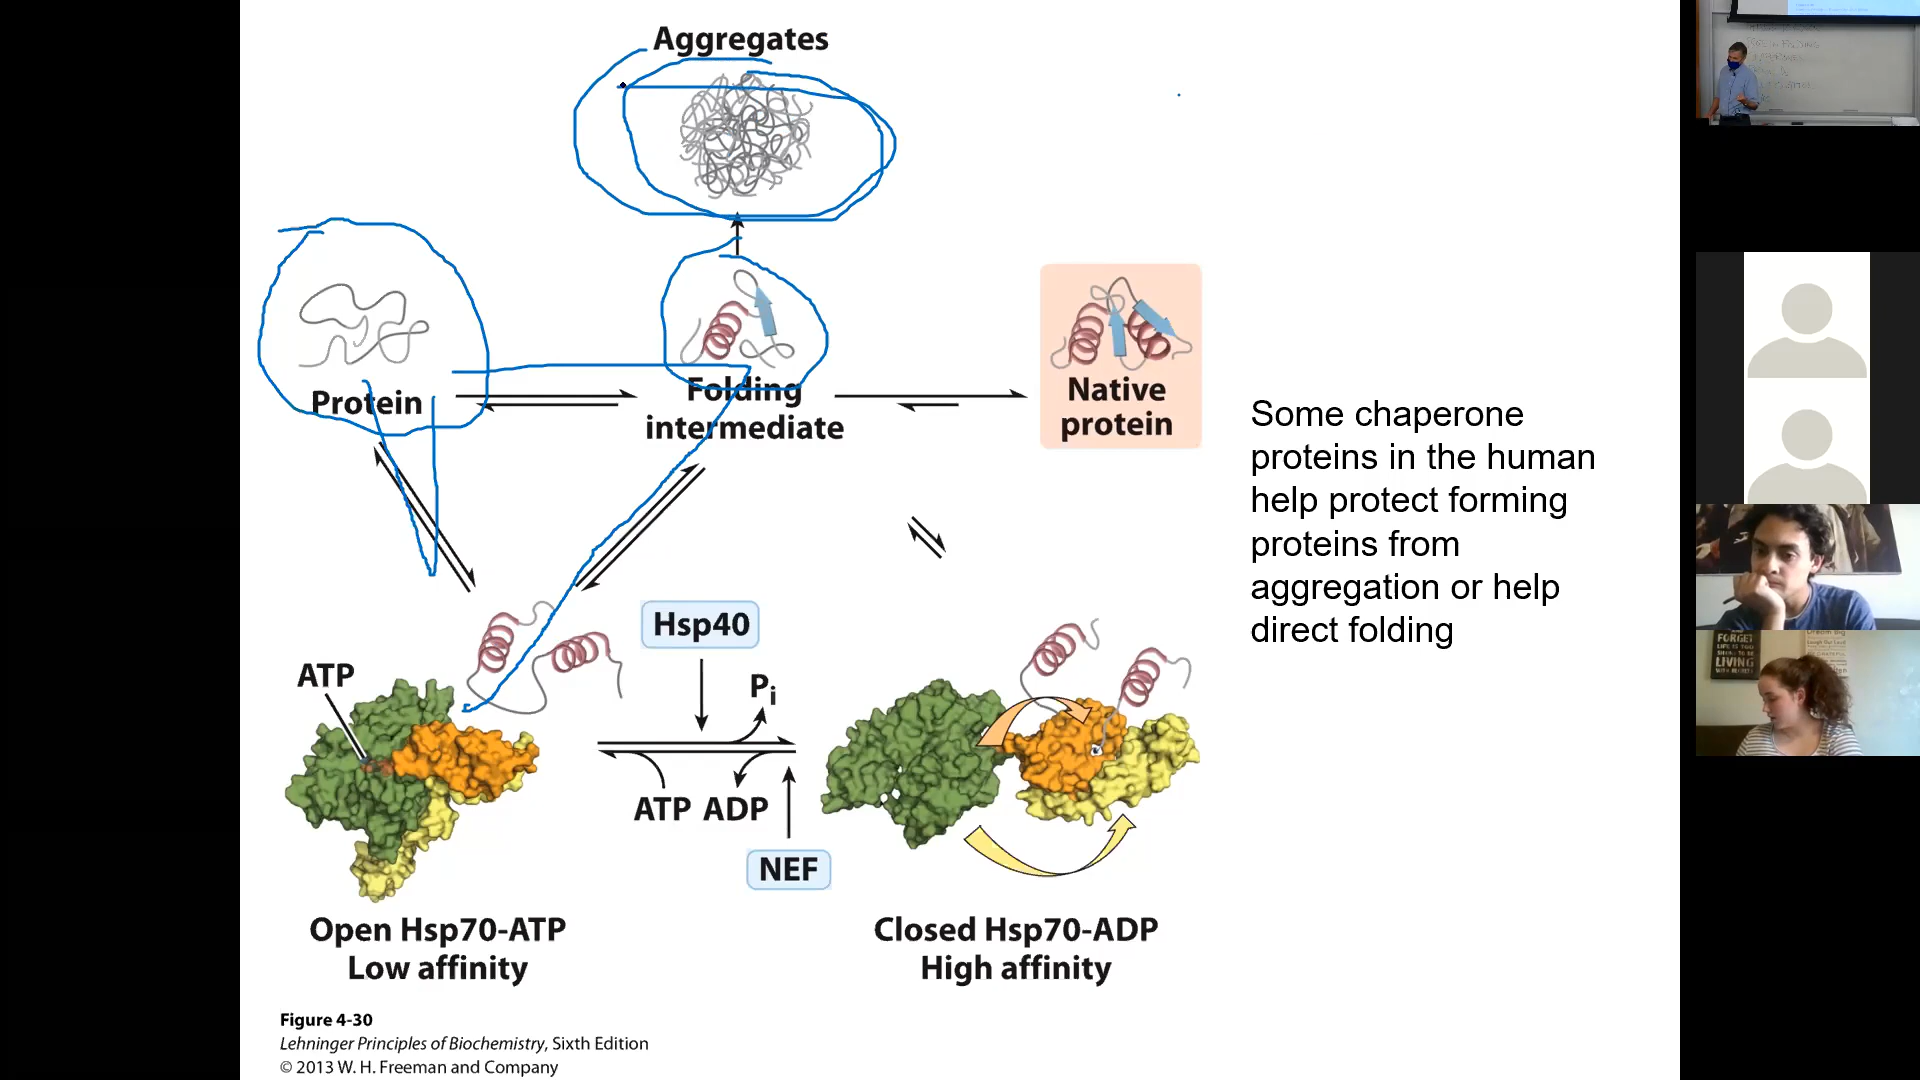 Aggregates
Protein
Folding
intermediate
Native
protein
Some chaperone
proteins in the human
help protect forming
proteins from
aggregation or help
direct folding
Hsp40
ATP
Pi
ATP ADP
NEF
Open Hsp70-ATP
Low affinity
Closed Hsp70-ADP
High affinity
Figure 4-30
Lehninger Principles of Biochemistry, Sixth Edition
© 2013 W. H. Freeman and Company
FORGET
LIVING